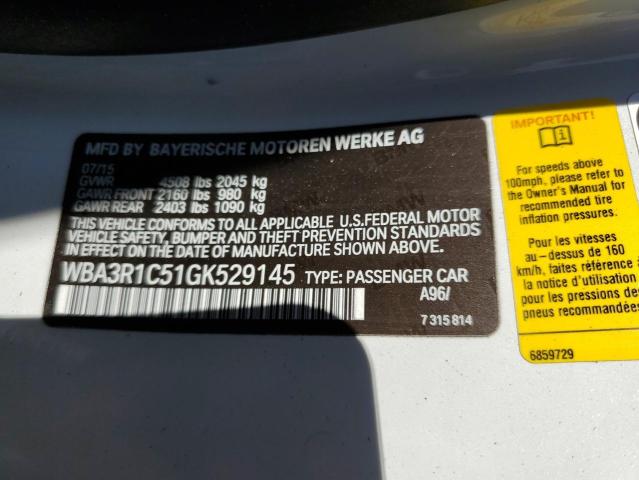 MFD BY BAYERISCHE MOTOREN WERKE AG
07/15
GVWR 4508 lbs 2045 kg
GAWR FRONT 2160 lbs 980 kg
GAWR REAR 2403 lbs 1090 kg
THIS VEHICLE CONFORMS TO ALL APPLICABLE U.S.FEDERAL MOTOR
VEHICLE SAFETY, BUMPER AND THEFT PREVENTION STANDARDS
IN EFFECT ON THE DATE OF MANUFACTURE SHOWN ABOVE.
WBA3R1C51GK529145 TYPE: PASSENGER CAR
A96/
7 315 814
IMPORTANT!
For speeds above
100mph, please refer to
the Owner's Manual for
recommended tire
inflation pressures.
Pour les vitesses
au-dessus de 160
km/h, faites référence à
la notice d'utilisation
pour les pressions des
pneus recommandées
6859729